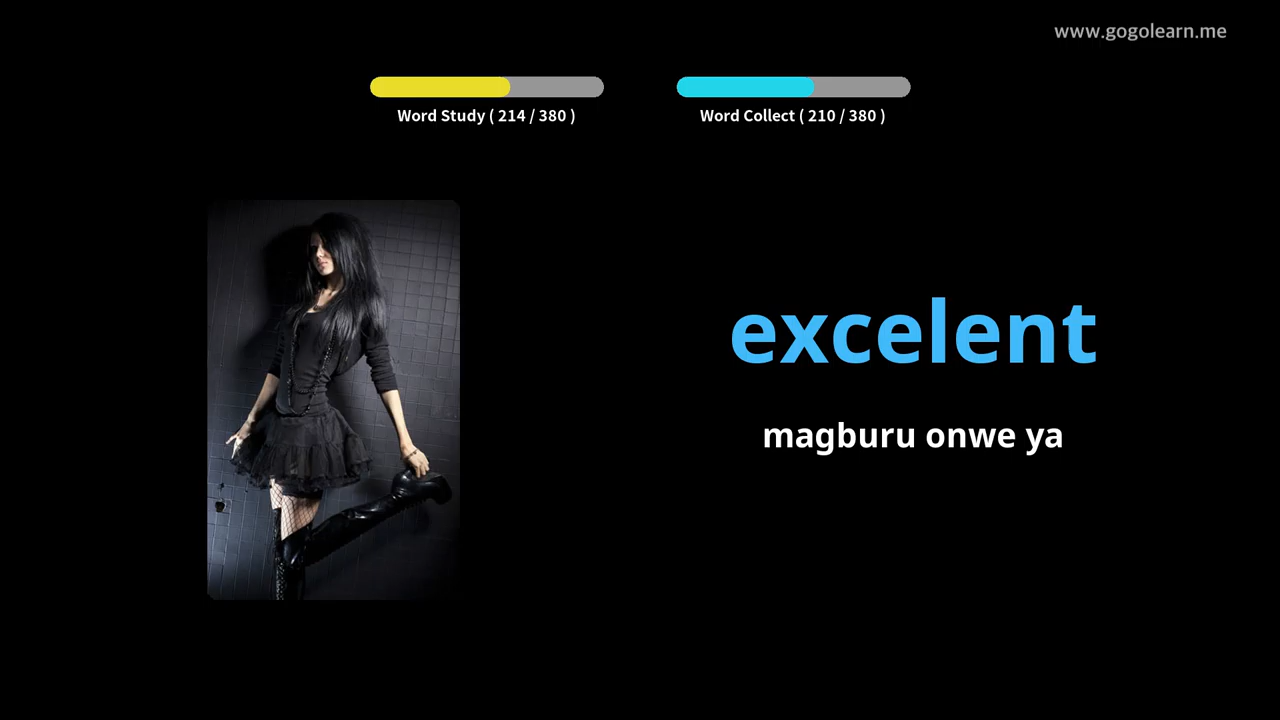 www.gogolearn.me
Word Study ( 214 / 380 )
Word Collect ( 210 / 380 )
excelent
magburu onwe ya